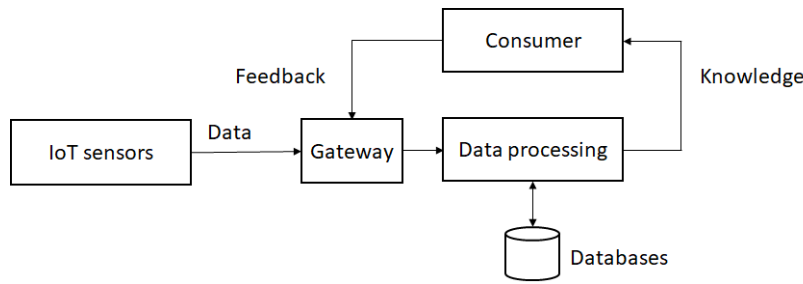 Consumer
Feedback
Knowledge
Data
IoT sensors
Gateway
Data processing
Databases